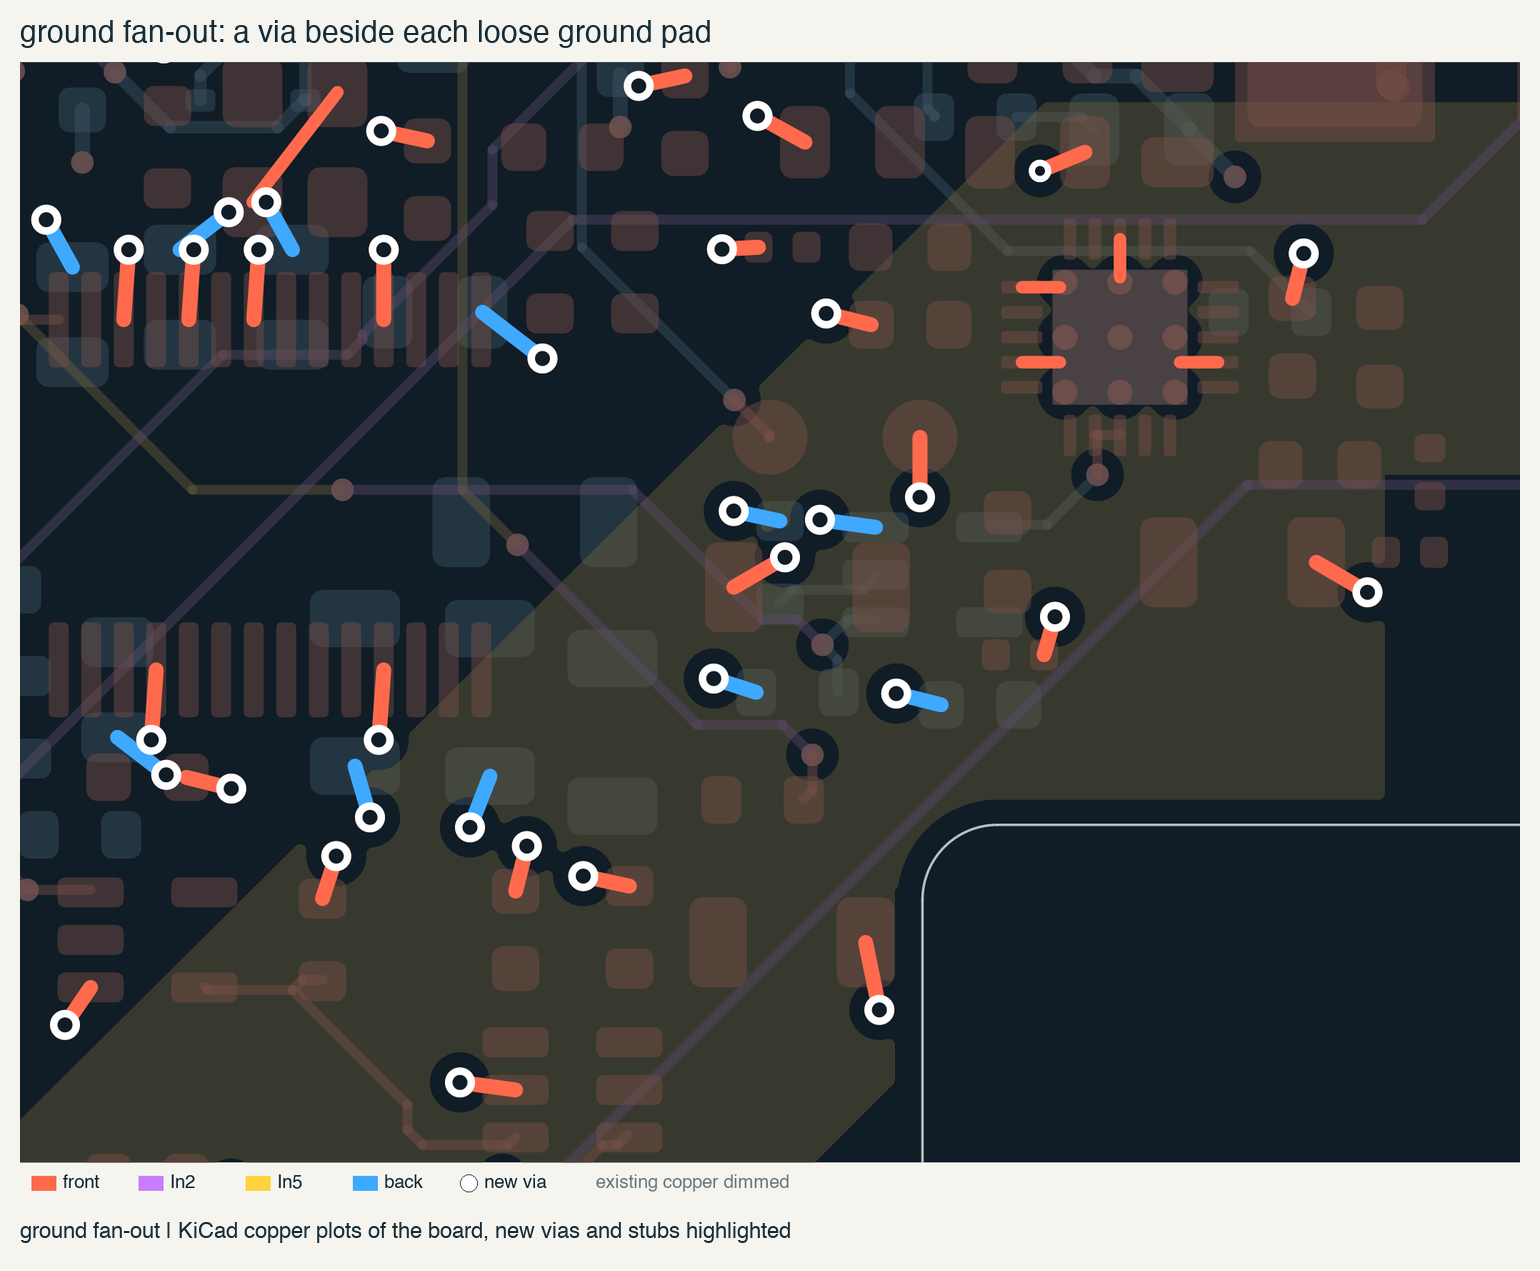 ground fan-out: a via beside each loose ground pad
front In2 In5 back new via existing copper dimmed
ground fan-out | KiCad copper plots of the board, new vias and stubs highlighted